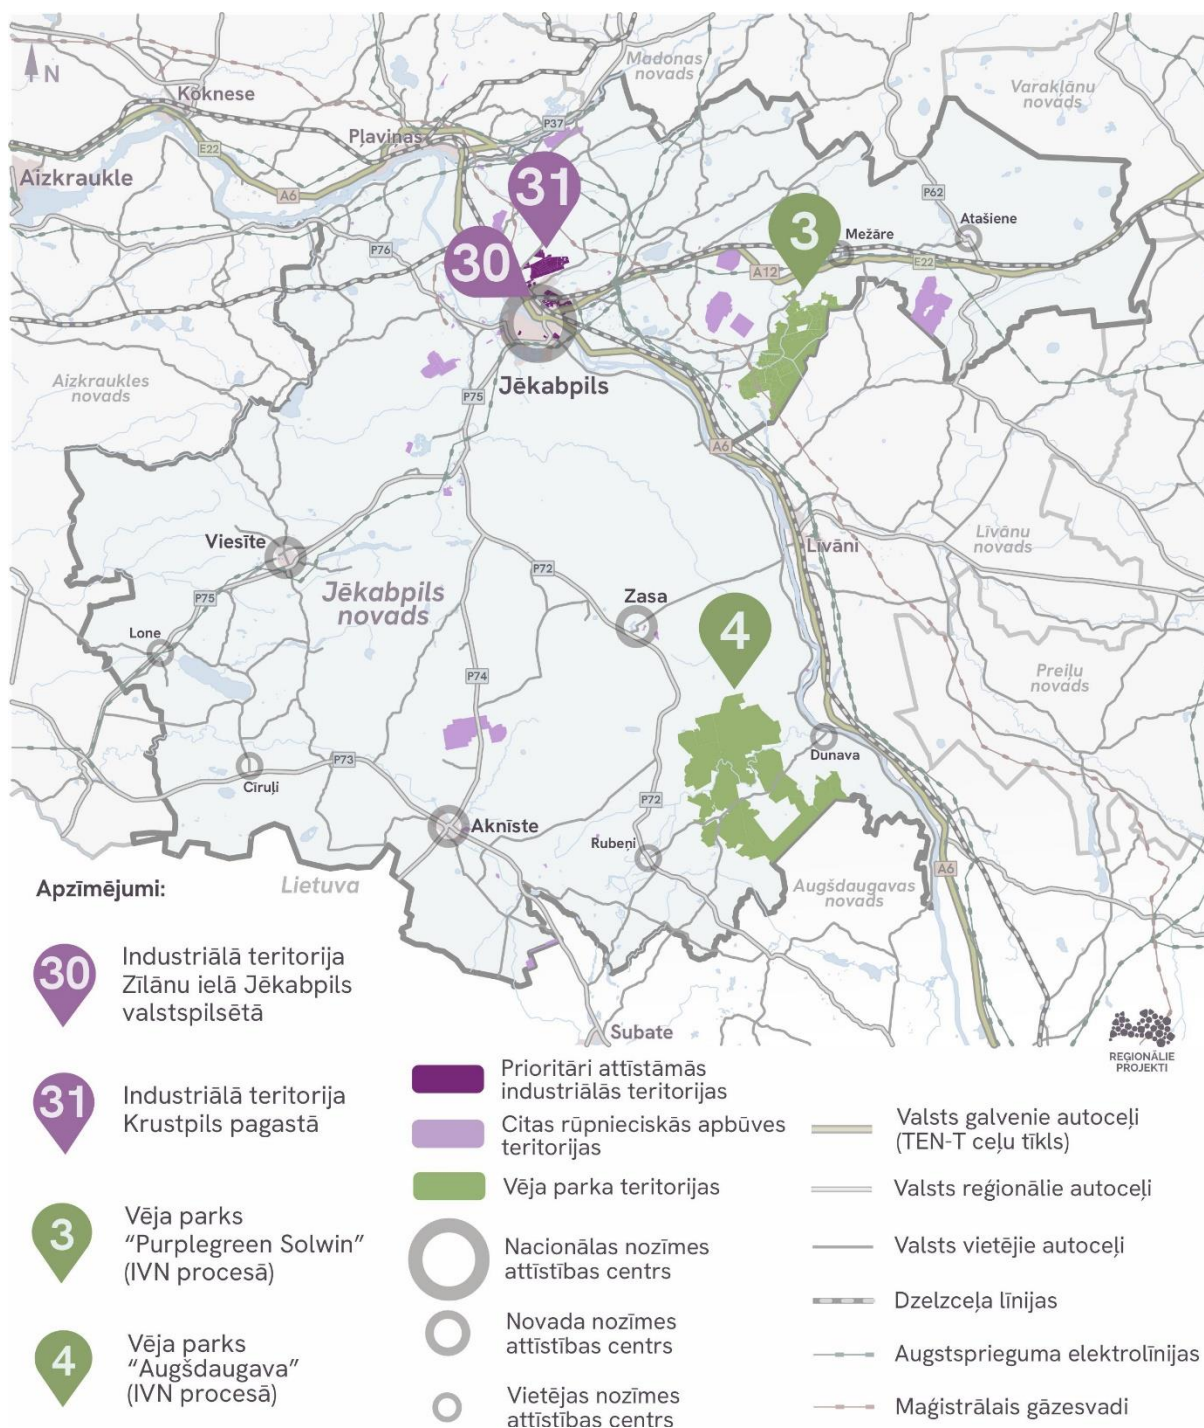 N
Madonas
novads
Varakļānu
novads
Koknese
P37
Pļaviņas
E22
Aizkraukle
A6
31
3
P62
Atašiene
Mežāre
P76
30
A12
E22
Aizkraukles
novads
Jēkabpils
P75
A6
Viesīte
Līvāni
Līvānu
novads
P72
Jēkabpils
novads
Zasa
P75
4
Lone
Preiļu
novads
P74
Dunava
P73
Cīruļi
P72
Aknīste
Rubeņi
A6
Augšdaugavas
novads
Lietuva
Subate
Apzīmējumi:
30
Industriālā teritorija
Zīlānu ielā Jēkabpils
valstspilsētā
31
Industriālā teritorija
Krustpils pagastā
3
Vēja parks
“Purplegreen Solwin”
(IVN procesā)
4
Vēja parks
“Augšdaugava”
(IVN procesā)
Prioritāri attīstāmās
industriālās teritorijas
Citas rūpnieciskās apbūves
teritorijas
Vēja parka teritorijas
Nacionālas nozīmes
attīstības centrs
Novada nozīmes
attīstības centrs
Vietējas nozīmes
attīstības centrs
REĢIONĀLIE
PROJEKTI
Valsts galvenie autoceļi
(TEN-T ceļu tīkls)
Valsts reģionālie autoceļi
Valsts vietējie autoceļi
Dzelzceļa līnijas
Augstsprieguma elektrolīnijas
Maģistrālais gāzesvadi